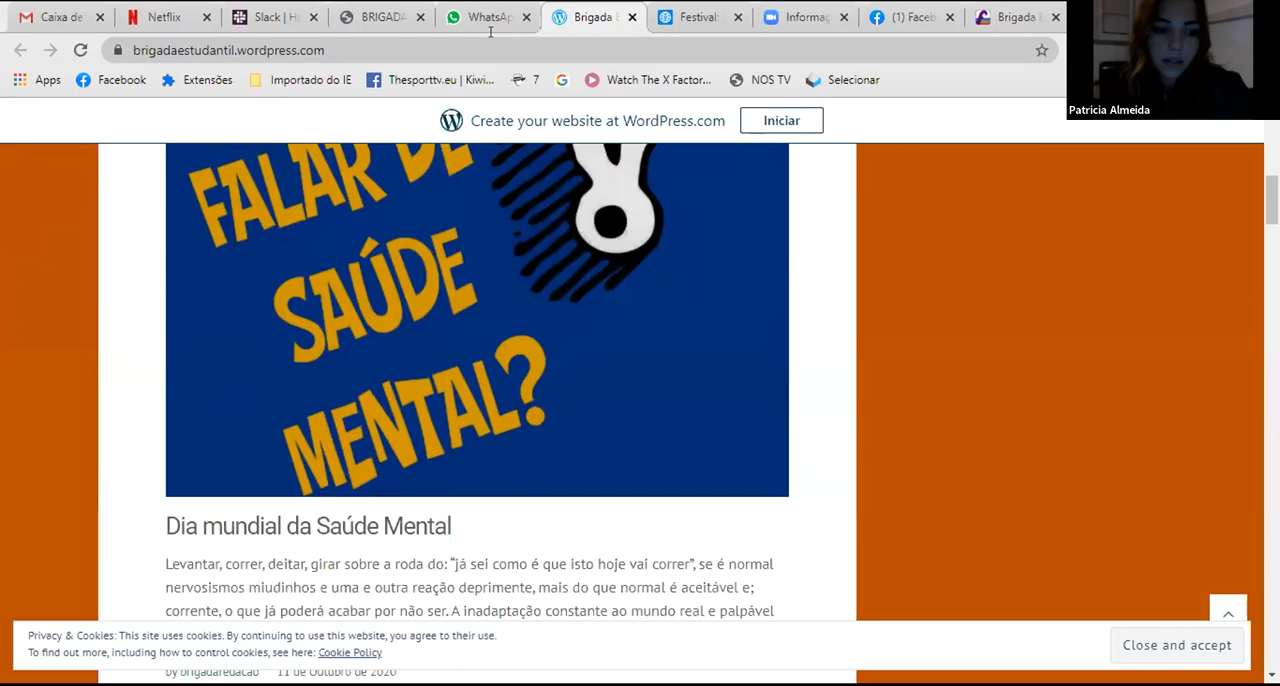 Caixa de
Netflix
Slack | H
BRIGADA
WhatsAp
Brigada E
Festival:
Informaç
(1) Faceb
Brigada E
brigadaestudantil.wordpress.com
Apps
Facebook
Extensões
Importado do IE
Thesporttv.eu | Kiwi...
7
Watch The X Factor...
NOS TV
Selecionar
Patricia Almeida
Create your website at WordPress.com
Iniciar
FALAR DE
SAÚDE
MENTAL?
Dia mundial da Saúde Mental
Levantar, correr, deitar, girar sobre a roda do: “já sei como é que isto hoje vai correr”, se é normal
nervosismos miudinhos e uma e outra reação deprimente, mais do que normal é aceitável e;
corrente, o que já poderá acabar por não ser. A inadaptação constante ao mundo real e palpável
Privacy & Cookies: This site uses cookies. By continuing to use this website, you agree to their use.
To find out more, including how to control cookies, see here: Cookie Policy
Close and accept
by brigadaredacao 11 de Outubro de 2020